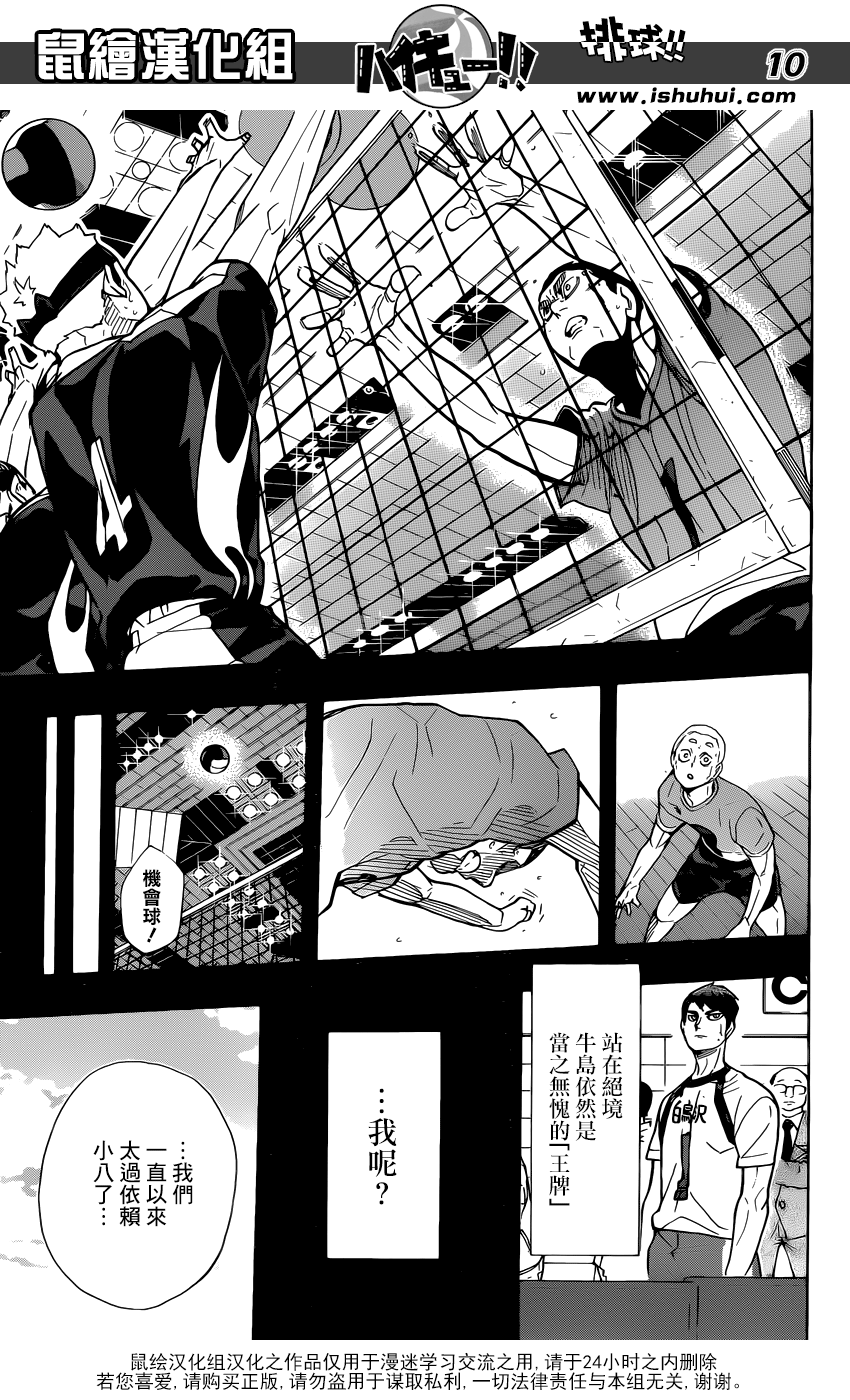 鼠繪漢化組
ハイキュー!!
排球!!
10
www.ishuhui.com
機會球!
C
白鳥沢
1
站在絕境
牛島依然是
當之無愧的「王牌」
…我呢?
…我們
一直以來
太過依賴
小八了…
鼠绘汉化组汉化之作品仅用于漫迷学习交流之用,请于24小时之内删除
若您喜爱,请购买正版,请勿盗用于谋取私利,一切法律责任与本组无关,谢谢。